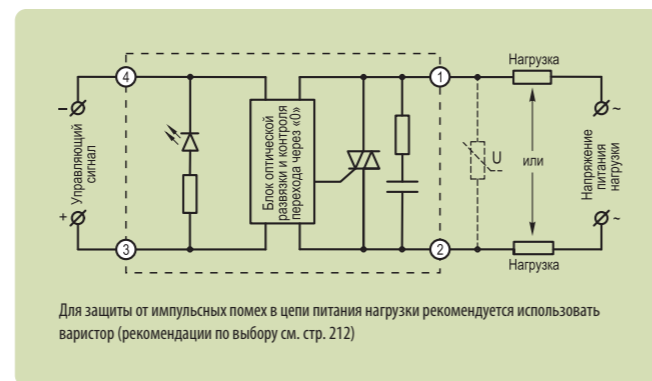 Нагрузка
4
1
–
~
Управляющий
сигнал
Блок оптической
развязки и контроля
перехода через «0»
U
или
Напряжение
питания
нагрузки
+
~
3
2
Нагрузка
Для защиты от импульсных помех в цепи питания нагрузки рекомендуется использовать
варистор (рекомендации по выбору см. стр. 212)